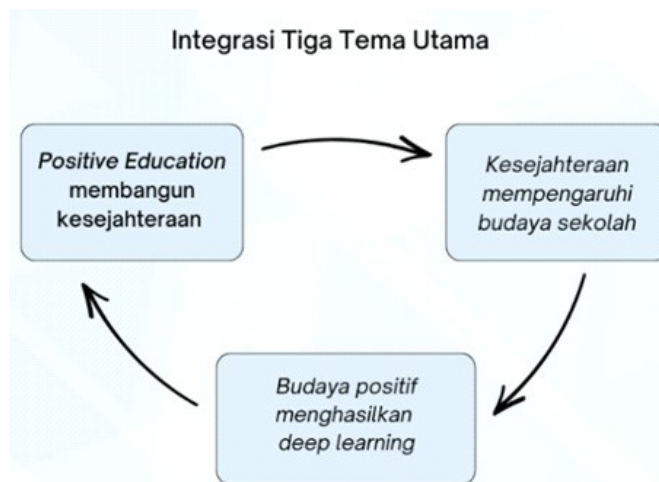 Integrasi Tiga Tema Utama
Positive Education
membangun
kesejahteraan
Kesejahteraan
mempengaruhi
budaya sekolah
Budaya positif
menghasilkan
deep learning